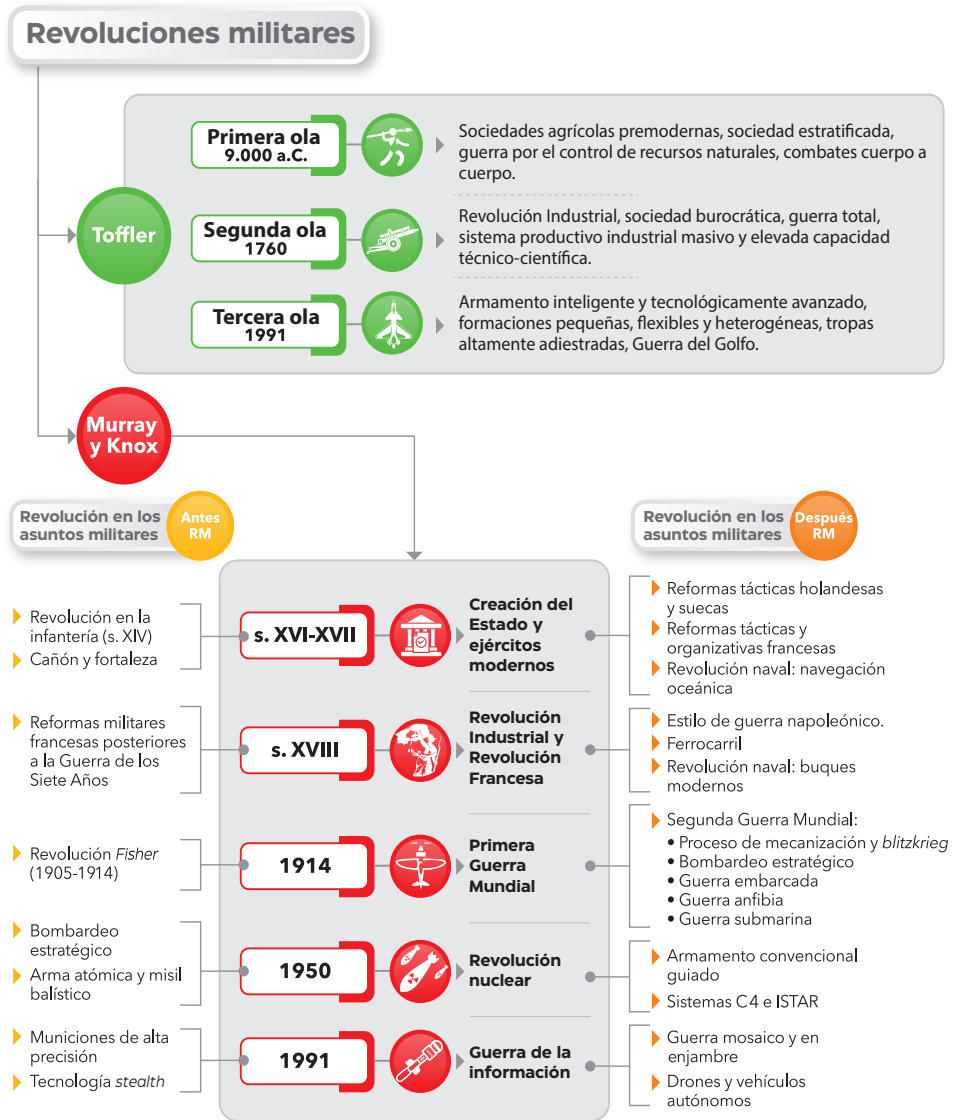 Revoluciones militares
Toffler
Primera ola
9.000 a.C.
Sociedades agrícolas premodernas, sociedad estratificada,
guerra por el control de recursos naturales, combates cuerpo a
cuerpo.
Segunda ola
1760
Revolución Industrial, sociedad burocrática, guerra total,
sistema productivo industrial masivo y elevada capacidad
técnico-científica.
Tercera ola
1991
Armamento inteligente y tecnológicamente avanzado,
formaciones pequeñas, flexibles y heterogéneas, tropas
altamente adiestradas, Guerra del Golfo.
Murray
y Knox
Revolución en los
asuntos militares
Antes
RM
Revolución en los
asuntos militares
Después
RM
Revolución en la
infantería (s. XIV)
Cañón y fortaleza
s. XVI-XVII
Creación del
Estado y
ejércitos
modernos
Reformas tácticas holandesas
y suecas
Reformas tácticas y
organizativas francesas
Revolución naval: navegación
oceánica
Reformas militares
francesas posteriores
a la Guerra de los
Siete Años
s. XVIII
Revolución
Industrial y
Revolución
Francesa
Estilo de guerra napoleónico.
Ferrocarril
Revolución naval: buques
modernos
Revolución Fisher
(1905-1914)
1914
Primera
Guerra
Mundial
Segunda Guerra Mundial:
• Proceso de mecanización y blitzkrieg
• Bombardeo estratégico
• Guerra embarcada
• Guerra anfibia
• Guerra submarina
Bombardeo
estratégico
Arma atómica y misil
balístico
1950
Revolución
nuclear
Armamento convencional
guiado
Sistemas C4 e ISTAR
Municiones de alta
precisión
Tecnología stealth
1991
Guerra de la
información
Guerra mosaico y en
enjambre
Drones y vehículos
autónomos